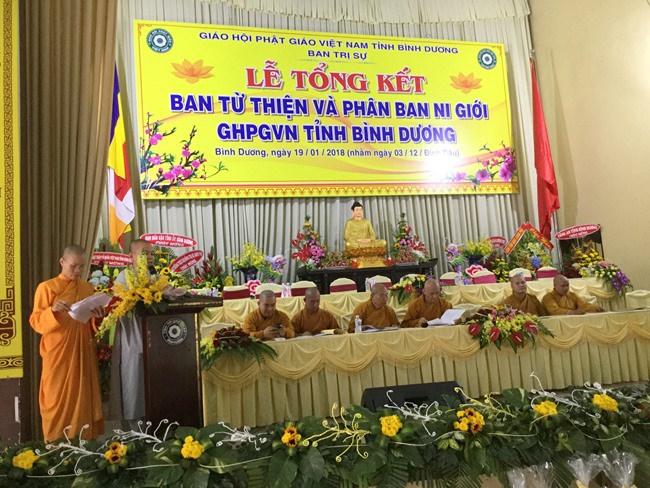 GIÁO HỘI PHẬT GIÁO VIỆT NAM TỈNH BÌNH DƯƠNG
BAN TRỊ SỰ
LỄ TỔNG KẾT
BAN TỪ THIỆN VÀ PHÂN BAN NI GIỚI
GHPGVN TỈNH BÌNH DƯƠNG
Bình Dương, ngày 19 / 01 / 2018 (nhằm ngày 03 / 12 / Đinh Dậu)